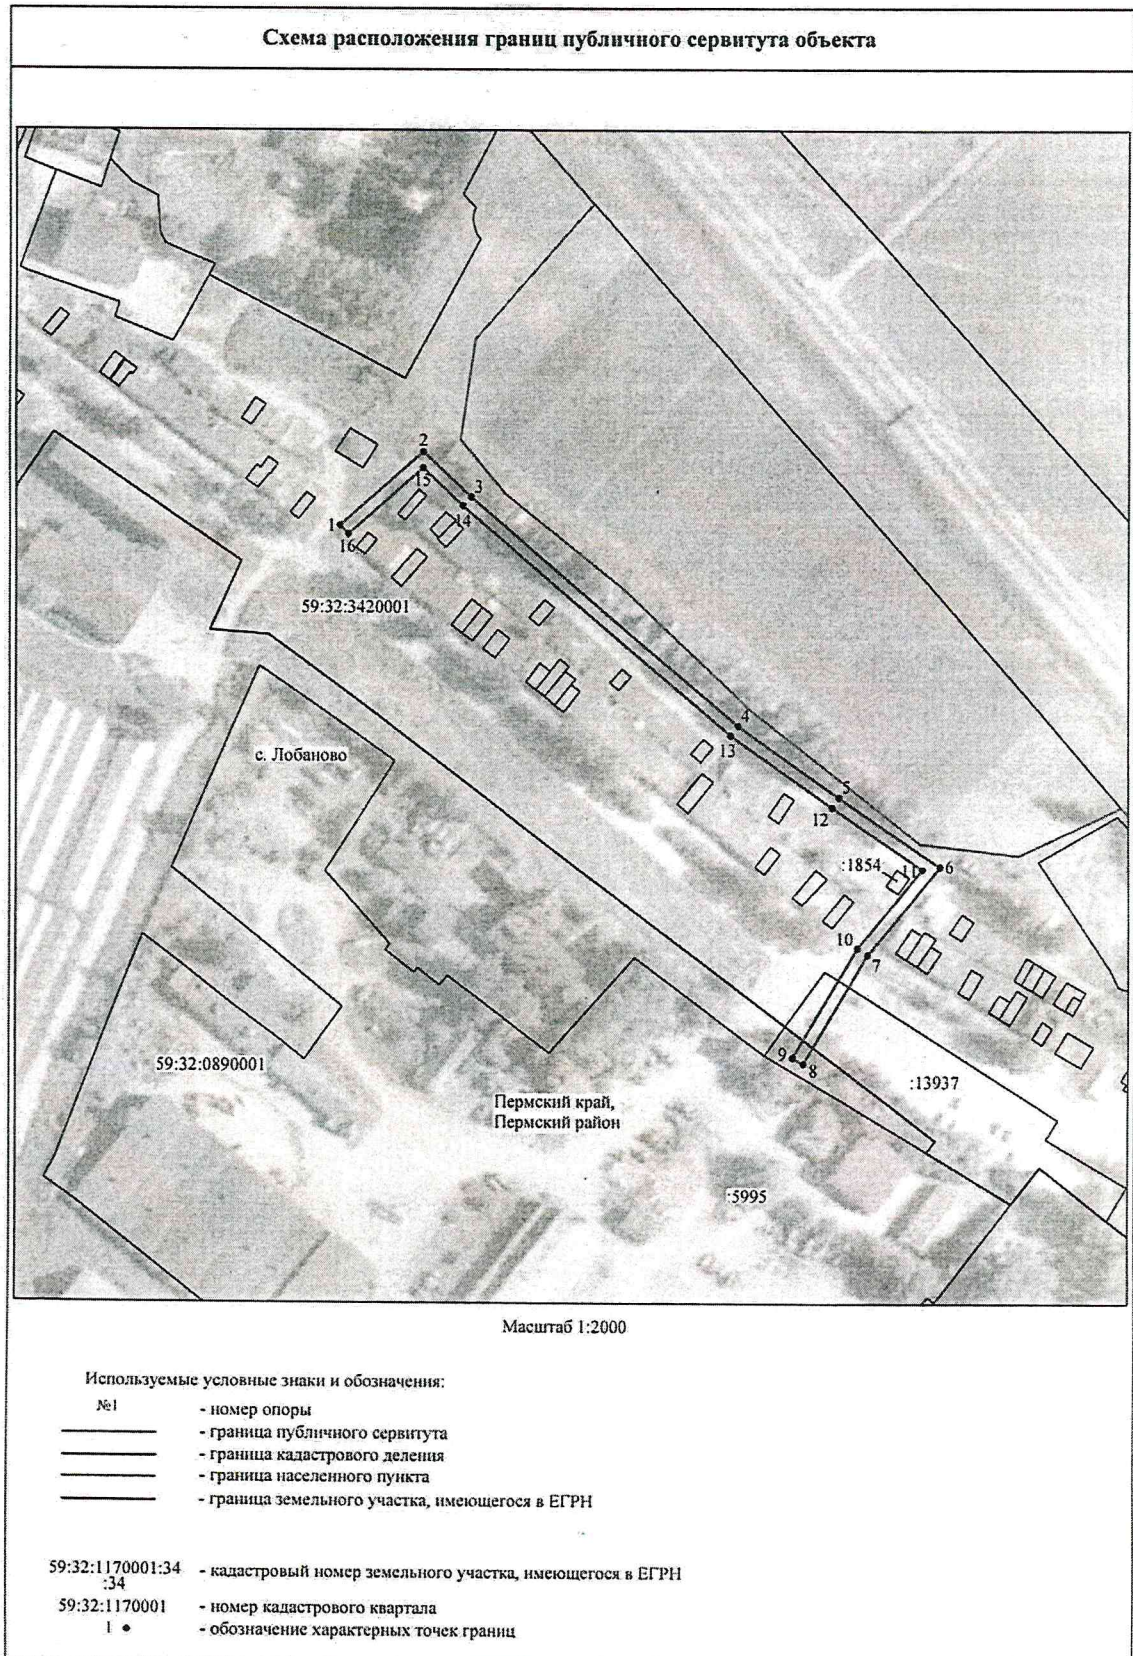 Схема расположения границ публичного сервитута объекта
2
15
3
14
1
16
59:32:3420001
4
13
с. Лобаново
5
12
:1854
11
6
10
7
9
8
59:32:0890001
:13937
Пермский край,
Пермский район
:5995
Масштаб 1:2000
Используемые условные знаки и обозначения:
№1 - номер опоры
- граница публичного сервитута
- граница кадастрового деления
- граница населенного пункта
- граница земельного участка, имеющегося в ЕГРН
59:32:1170001:34 - кадастровый номер земельного участка, имеющегося в ЕГРН
:34
59:32:1170001 - номер кадастрового квартала
1 - обозначение характерных точек границ